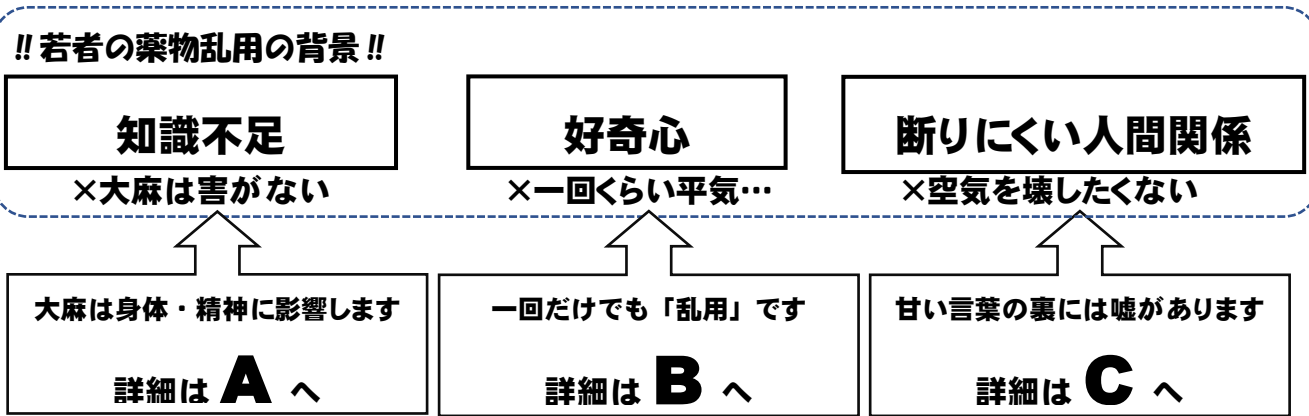 !!若者の薬物乱用の背景!!
知識不足
×大麻は害がない
好奇心
×一回くらい平気…
断りにくい人間関係
×空気を壊したくない
大麻は身体・精神に影響します
詳細は A へ
一回だけでも「乱用」です
詳細は B へ
甘い言葉の裏には嘘があります
詳細は C へ